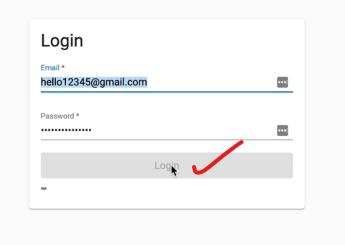 Login
Email *
hello12345@gmail.com
Password *
•••••••••••••••
Login